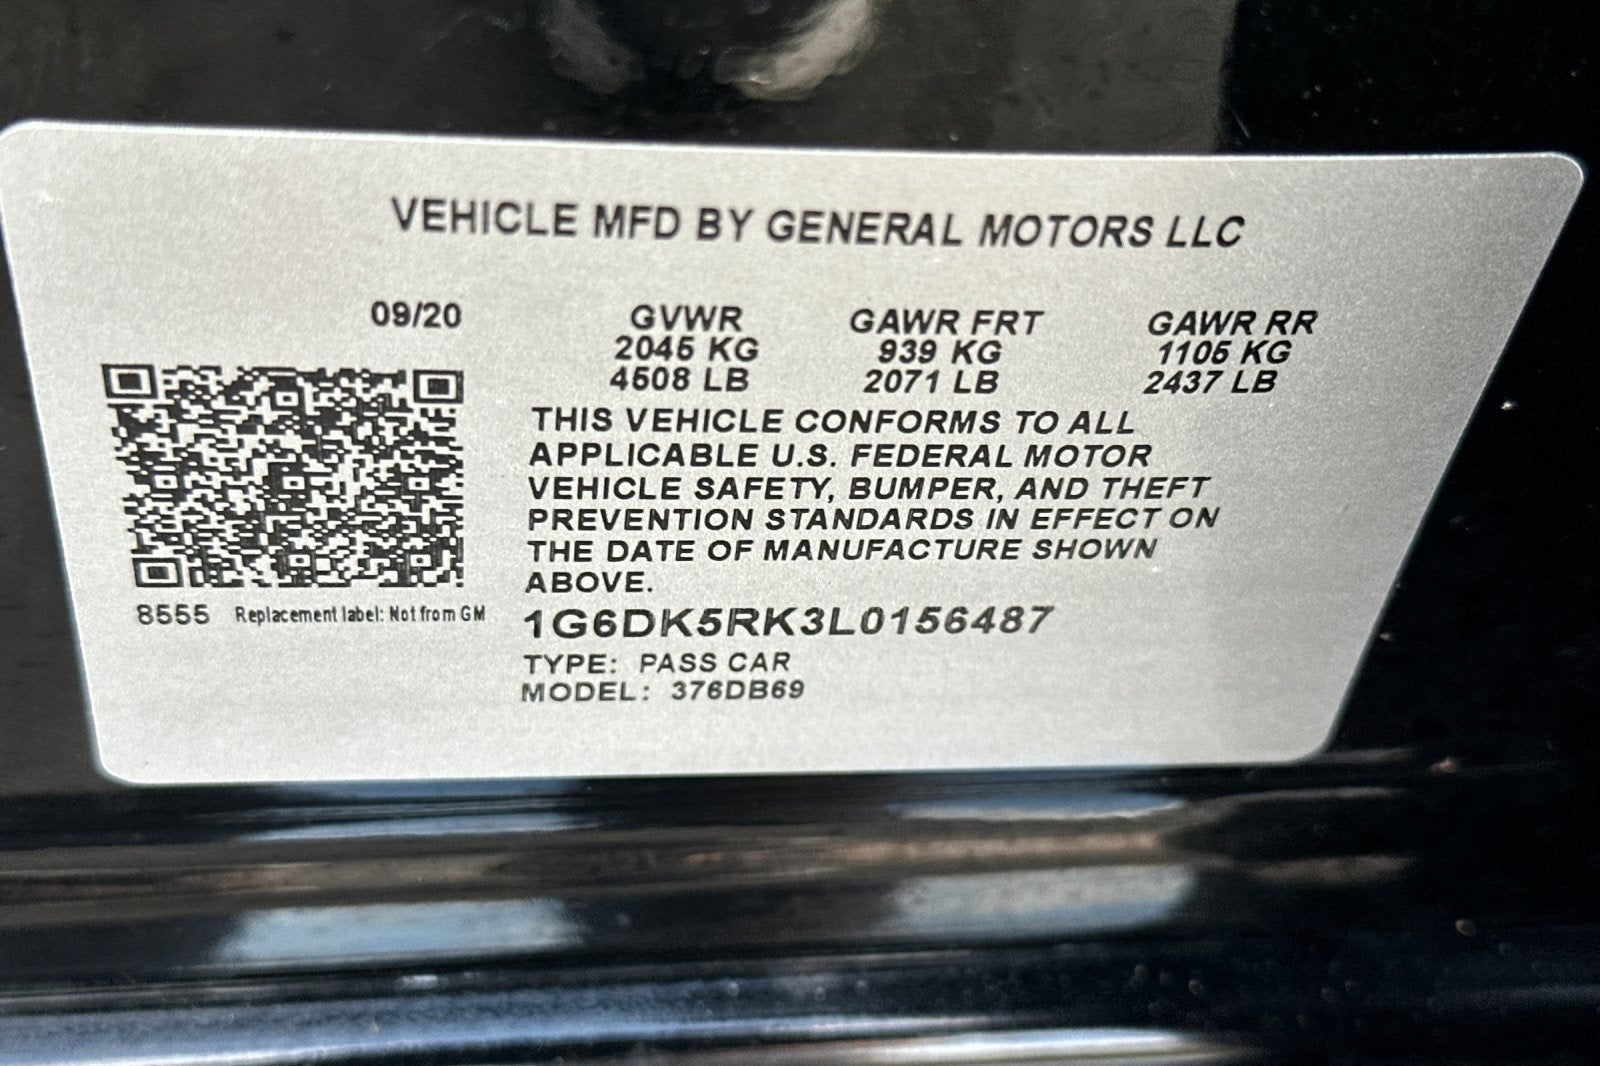 VEHICLE MFD BY GENERAL MOTORS LLC
09/20 GVWR GAWR FRT GAWR RR
2045 KG 939 KG 1105 KG
4508 LB 2071 LB 2437 LB
THIS VEHICLE CONFORMS TO ALL
APPLICABLE U.S. FEDERAL MOTOR
VEHICLE SAFETY, BUMPER, AND THEFT
PREVENTION STANDARDS IN EFFECT ON
THE DATE OF MANUFACTURE SHOWN
ABOVE.
8555 Replacement label: Not from GM
1G6DK5RK3L0156487
TYPE: PASS CAR
MODEL: 376DB69